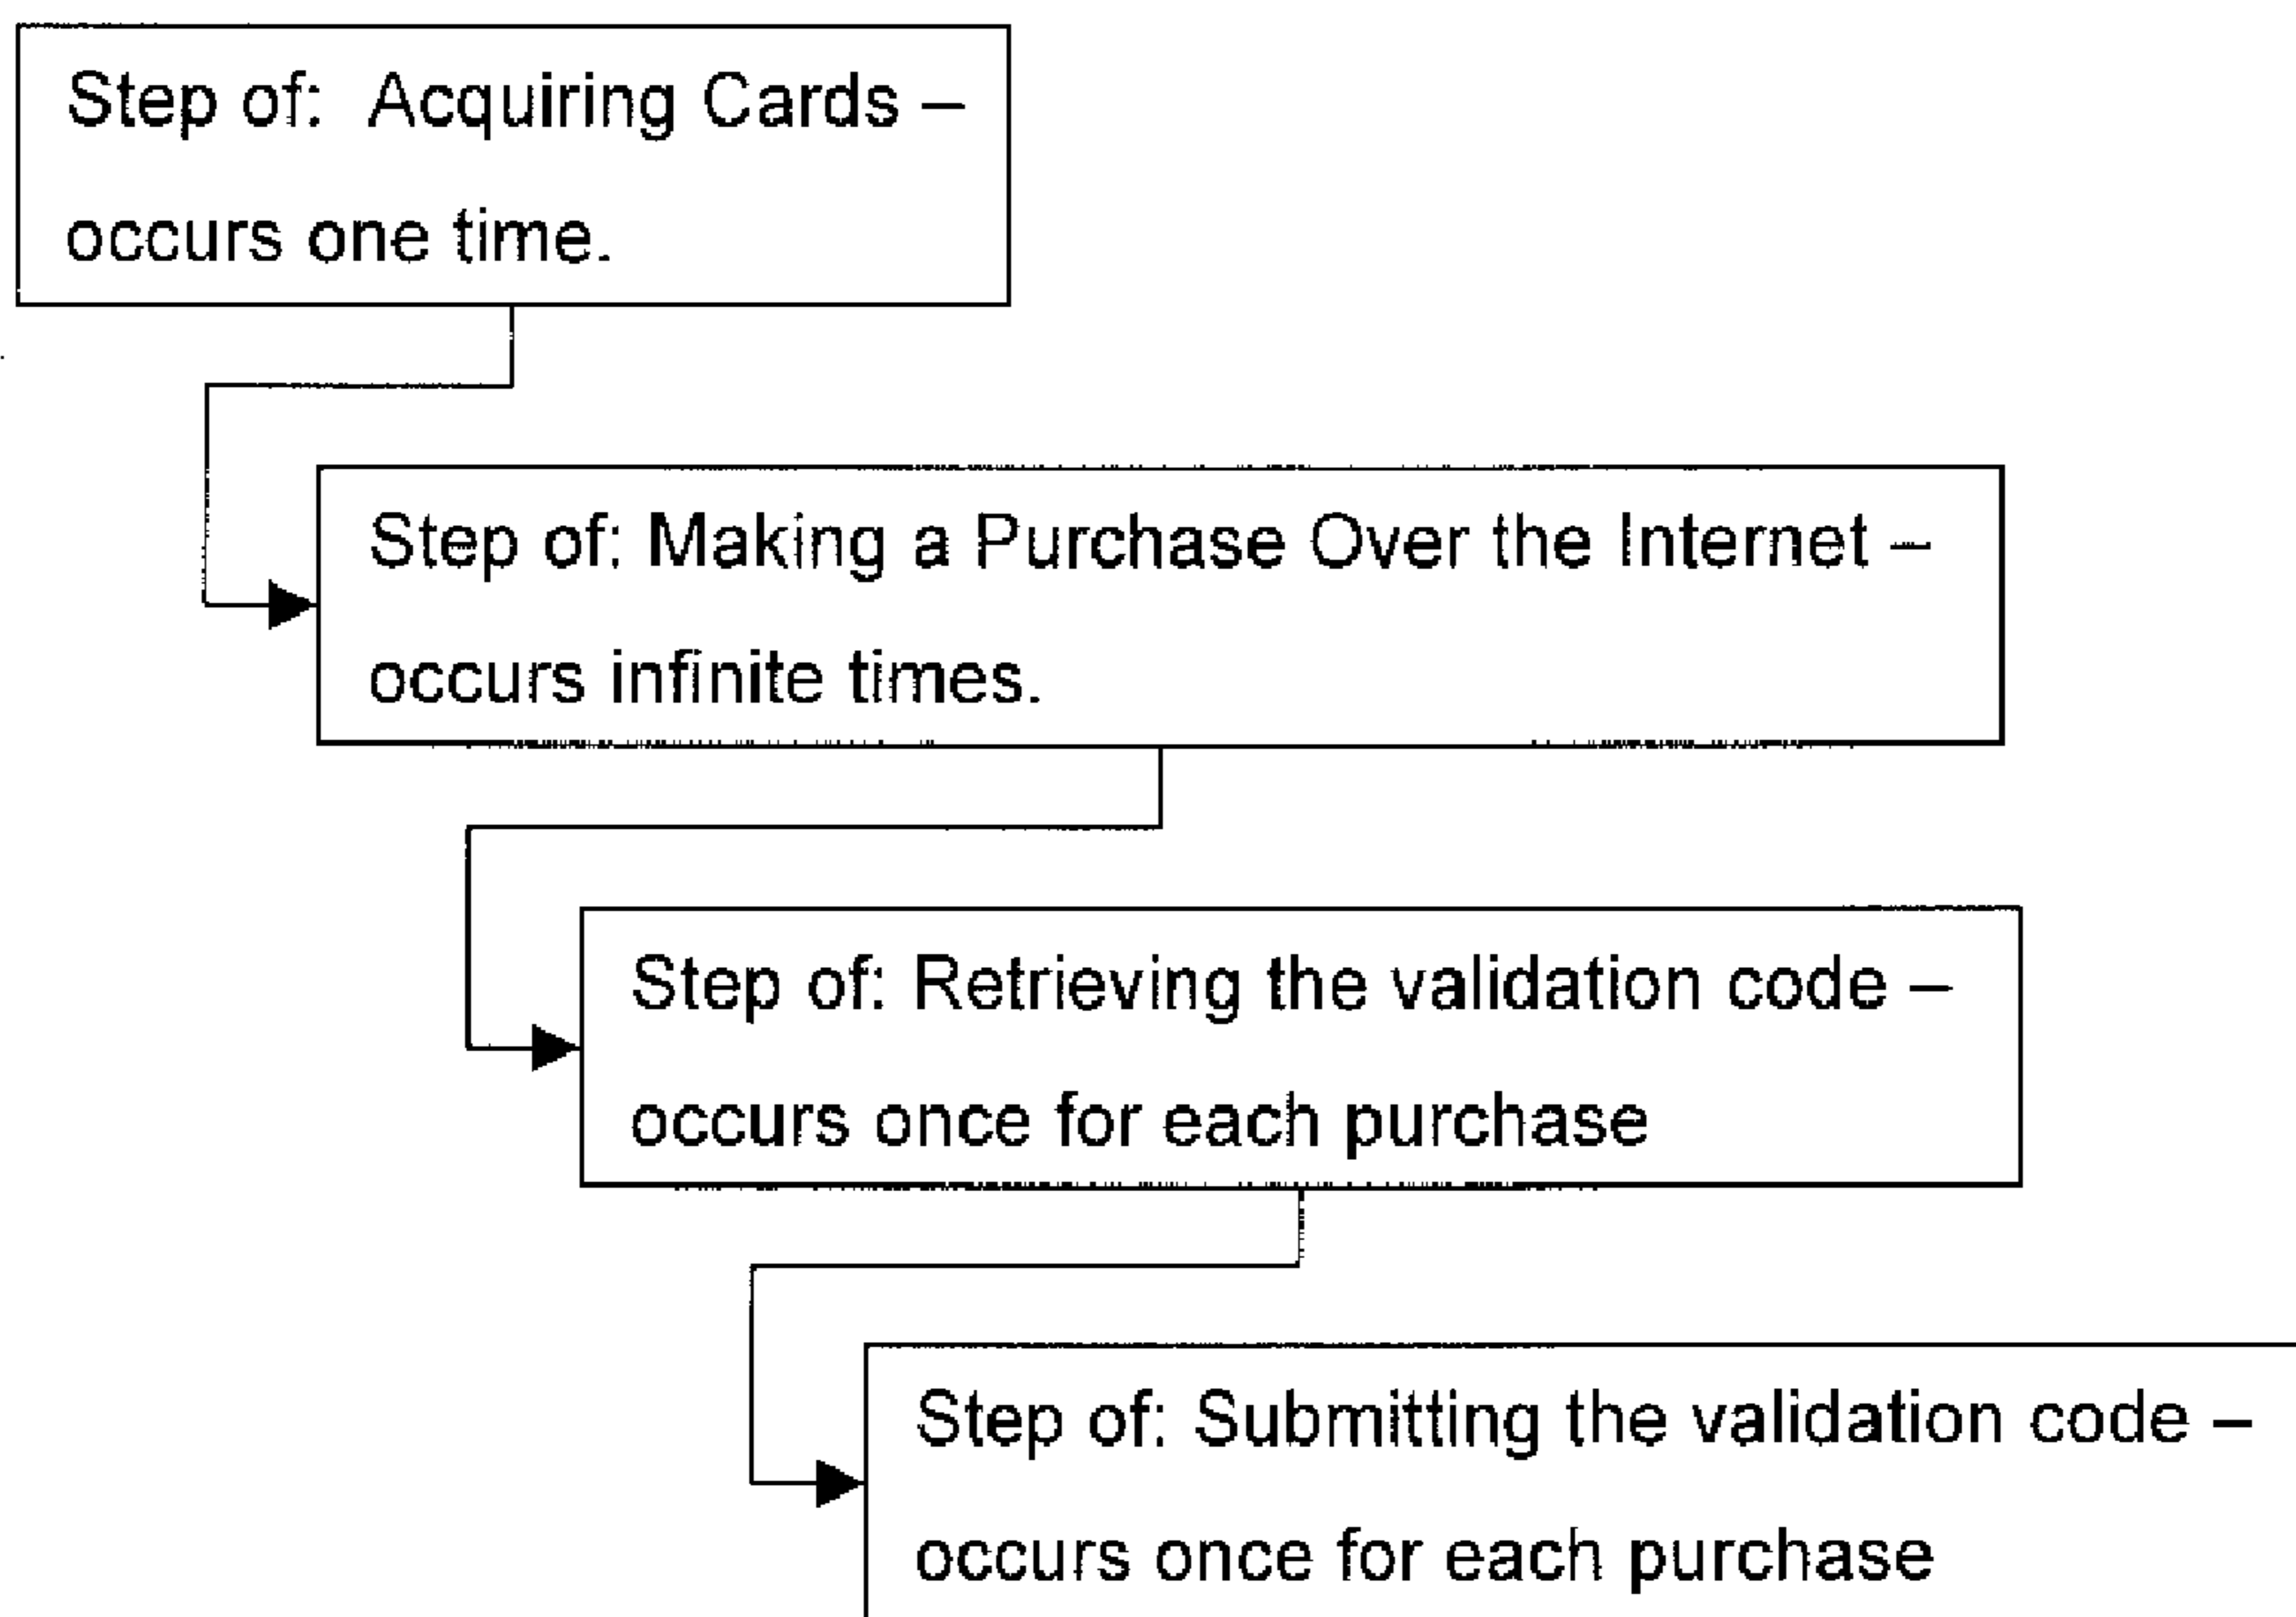 Step of: Acquiring Cards –
occurs one time.
Step of: Making a Purchase Over the Internet –
occurs infinite times.
Step of: Retrieving the validation code –
occurs once for each purchase
Step of: Submitting the validation code –
occurs once for each purchase